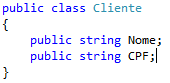 public class Cliente
{
    public string Nome;
    public string CPF;
}